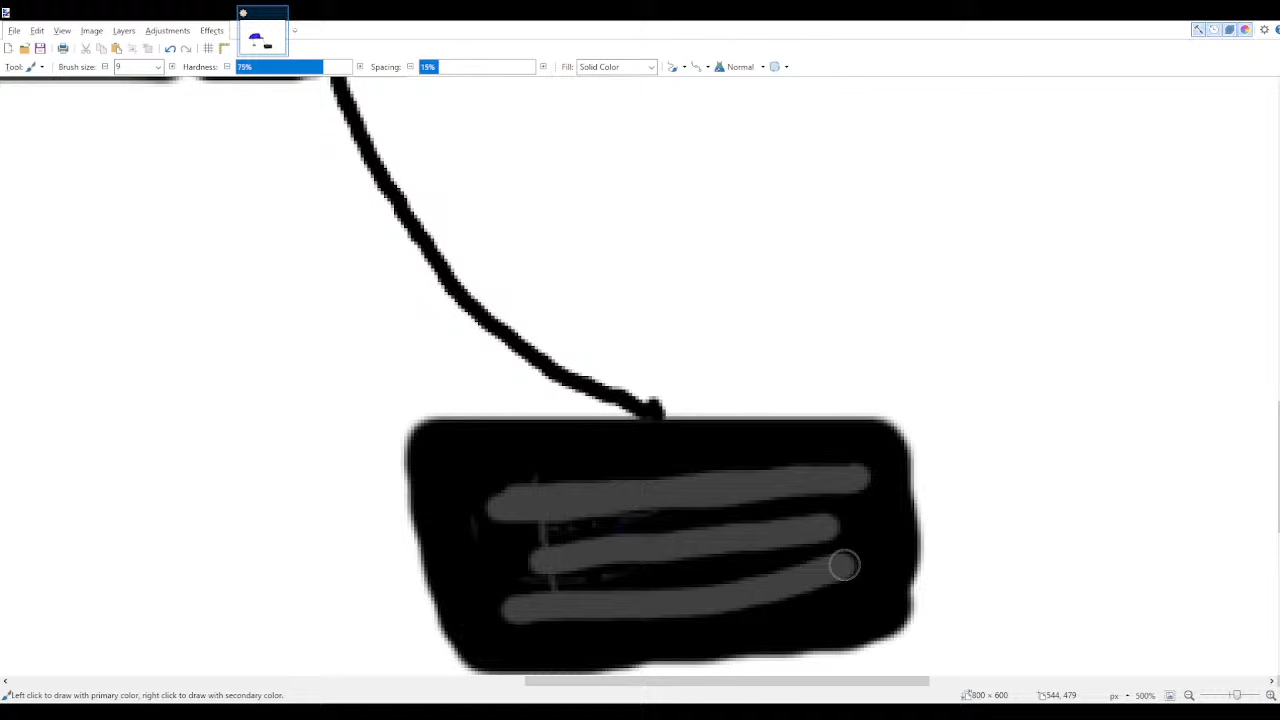 File Edit View Image Layers Adjustments Effects
Tool: Brush size: 9 Hardness: 75% Spacing: 15% Fill: Solid Color Normal
Left click to draw with primary color, right click to draw with secondary color. 800 × 600 544, 479 px 500%